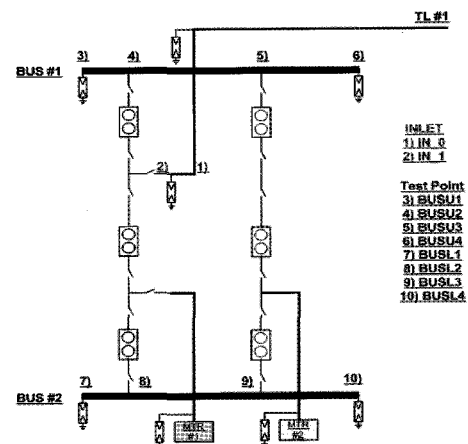 TL #1
3) 4) 5) 6)
BUS #1
2) 1)
INLET
1) IN_0
2) IN_1
Test Point
3) BUSU1
4) BUSU2
5) BUSU3
6) BUSU4
7) BUSL1
8) BUSL2
9) BUSL3
10) BUSL4
7) 8) 9) 10)
BUS #2
MTR
#1
MTR
#2